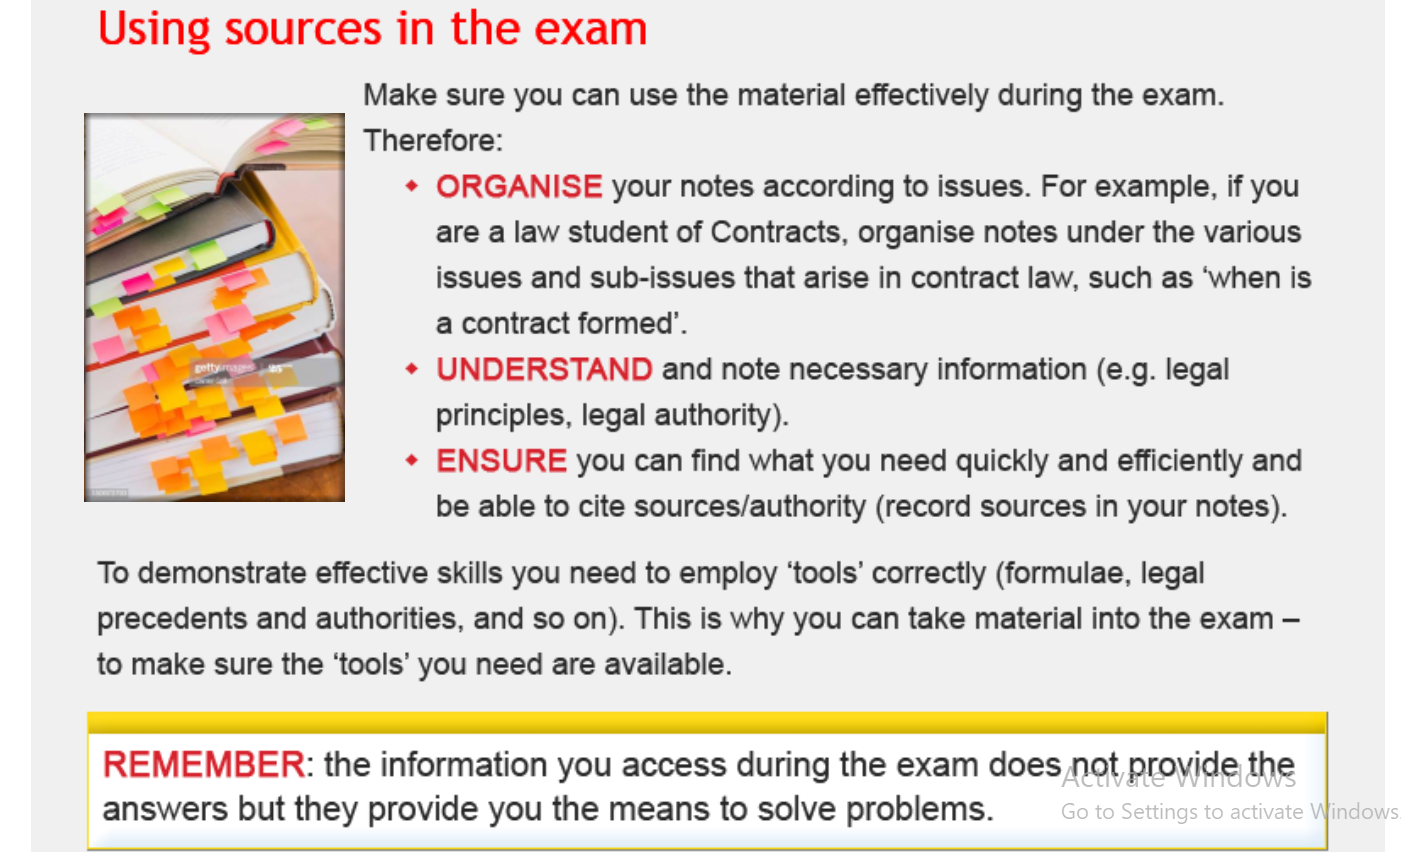 Using sources in the exam
Make sure you can use the material effectively during the exam.
Therefore:
ORGANISE your notes according to issues. For example, if you
are a law student of Contracts, organise notes under the various
issues and sub-issues that arise in contract law, such as ‘when is
a contract formed’.
UNDERSTAND and note necessary information (e.g. legal
principles, legal authority).
ENSURE you can find what you need quickly and efficiently and
be able to cite sources/authority (record sources in your notes).
gettyimages
To demonstrate effective skills you need to employ ‘tools’ correctly (formulae, legal
precedents and authorities, and so on). This is why you can take material into the exam –
to make sure the ‘tools’ you need are available.
REMEMBER: the information you access during the exam does not provide the
answers but they provide you the means to solve problems.
Activate Windows
Go to Settings to activate Windows.